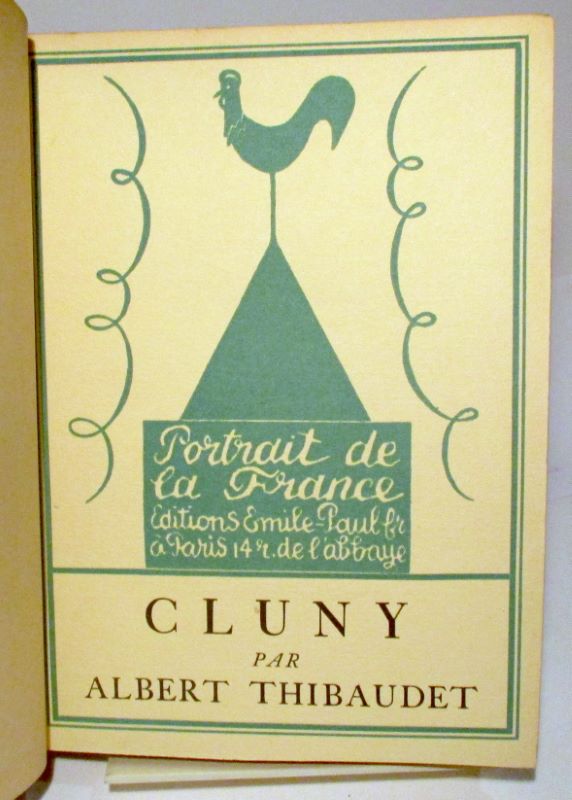 Portrait de
la France
Editions Emile-Paul fr
à Paris 14 r. de l'abbaye
CLUNY
PAR
ALBERT THIBAUDET